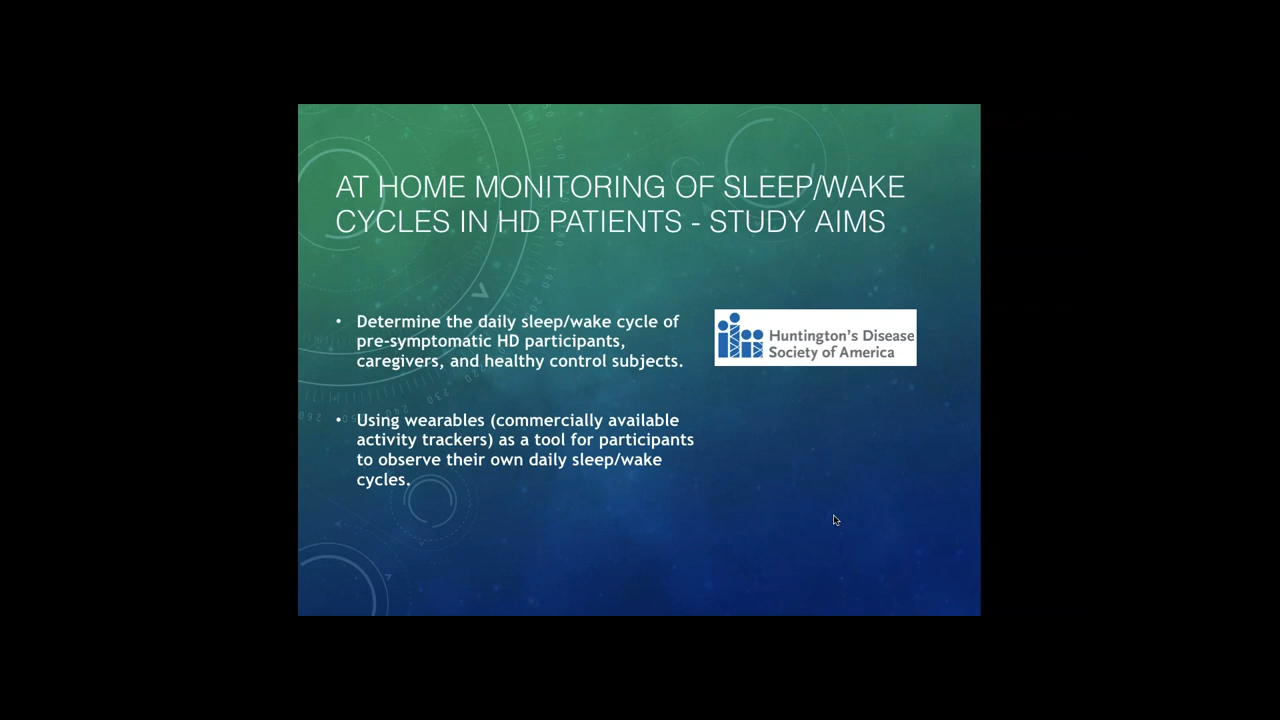 AT HOME MONITORING OF SLEEP/WAKE
CYCLES IN HD PATIENTS - STUDY AIMS
• Determine the daily sleep/wake cycle of
pre-symptomatic HD participants,
caregivers, and healthy control subjects.
• Using wearables (commercially available
activity trackers) as a tool for participants
to observe their own daily sleep/wake
cycles.
Huntington's Disease
Society of America